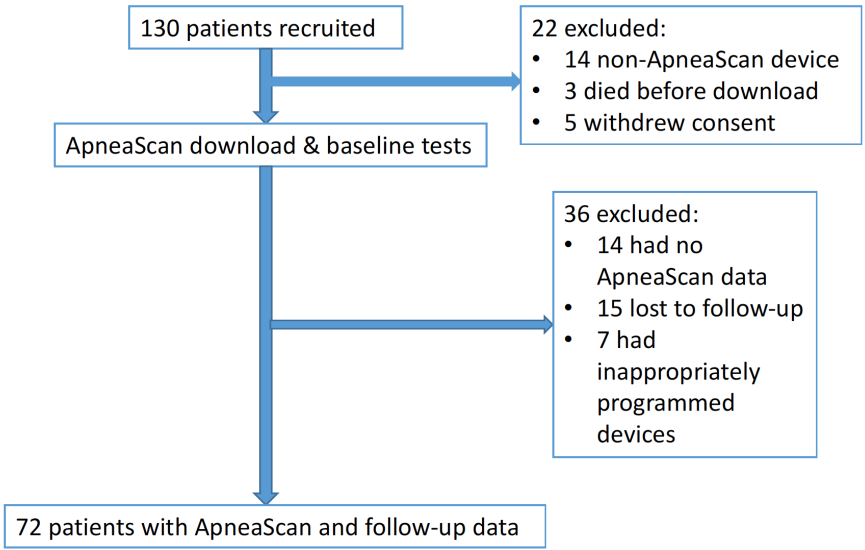 130 patients recruited
22 excluded:
• 14 non-ApneaScan device
• 3 died before download
• 5 withdrew consent
ApneaScan download & baseline tests
36 excluded:
• 14 had no
ApneaScan data
• 15 lost to follow-up
• 7 had
inappropriately
programmed
devices
72 patients with ApneaScan and follow-up data